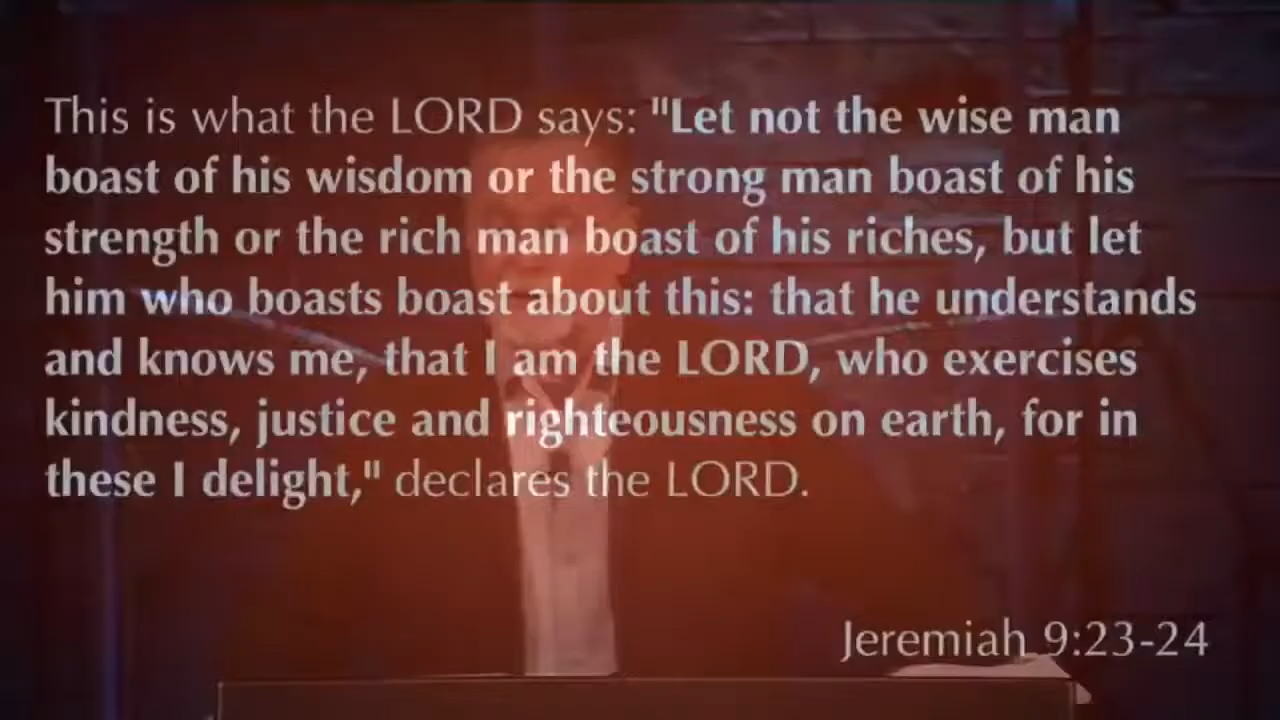 This is what the LORD says: "Let not the wise man
boast of his wisdom or the strong man boast of his
strength or the rich man boast of his riches, but let
him who boasts boast about this: that he understands
and knows me, that I am the LORD, who exercises
kindness, justice and righteousness on earth, for in
these I delight," declares the LORD.
Jeremiah 9:23-24